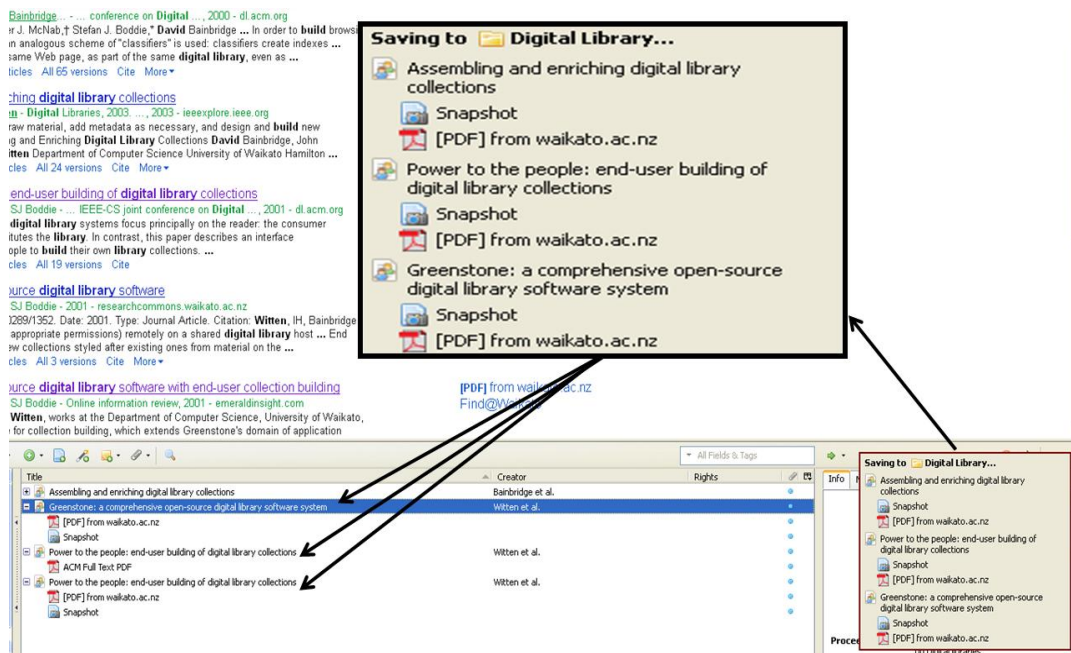 Bainbridge... - ... conference on Digital ..., 2000 - dl.acm.org
er J. McNab,† Stefan J. Boddie,* David Bainbridge ... In order to build browsi
n analogous scheme of "classifiers" is used: classifiers create indexes ...
same Web page, as part of the same digital library, even as ...
ticles All 65 versions Cite More
ching digital library collections
en - Digital Libraries, 2003. ..., 2003 - ieeexplore.ieee.org
raw material, add metadata as necessary, and design and build new
ng and Enriching Digital Library Collections David Bainbridge, John
itten Department of Computer Science University of Waikato Hamilton ...
cles All 24 versions Cite More
end-user building of digital library collections
SJ Boddie - ... IEEE-CS joint conference on Digital ..., 2001 - dl.acm.org
digital library systems focus principally on the reader: the consumer
titutes the library. In contrast, this paper describes an interface
ople to build their own library collections. ...
cles All 19 versions Cite
ource digital library software
SJ Boddie - 2001 - researchcommons.waikato.ac.nz
0289/1352. Date: 2001. Type: Journal Article. Citation: Witten, IH, Bainbridge
appropriate permissions) remotely on a shared digital library host ... End
ew collections styled after existing ones from material on the ...
cles All 3 versions Cite More
ource digital library software with end-user collection building
SJ Boddie - Online information review, 2001 - emeraldinsight.com
Witten, works at the Department of Computer Science, University of Waikato,
for collection building, which extends Greenstone's domain of application
[PDF] from waikato.ac.nz
Find@Waikato
Saving to Digital Library...
Assembling and enriching digital library
collections
Snapshot
[PDF] from waikato.ac.nz
Power to the people: end-user building of
digital library collections
Snapshot
[PDF] from waikato.ac.nz
Greenstone: a comprehensive open-source
digital library software system
Snapshot
[PDF] from waikato.ac.nz
All Fields & Tags
Title Creator Rights
Assembling and enriching digital library collections Bainbridge et al.
Greenstone: a comprehensive open-source digital library software system Witten et al.
[PDF] from waikato.ac.nz
Snapshot
Power to the people: end-user building of digital library collections Witten et al.
ACM Full Text PDF
Power to the people: end-user building of digital library collections Witten et al.
[PDF] from waikato.ac.nz
Snapshot
Info N
Saving to Digital Library...
Assembling and enriching digital library
collections
Snapshot
[PDF] from waikato.ac.nz
Power to the people: end-user building of
digital library collections
Snapshot
[PDF] from waikato.ac.nz
Greenstone: a comprehensive open-source
digital library software system
Snapshot
[PDF] from waikato.ac.nz
Procee